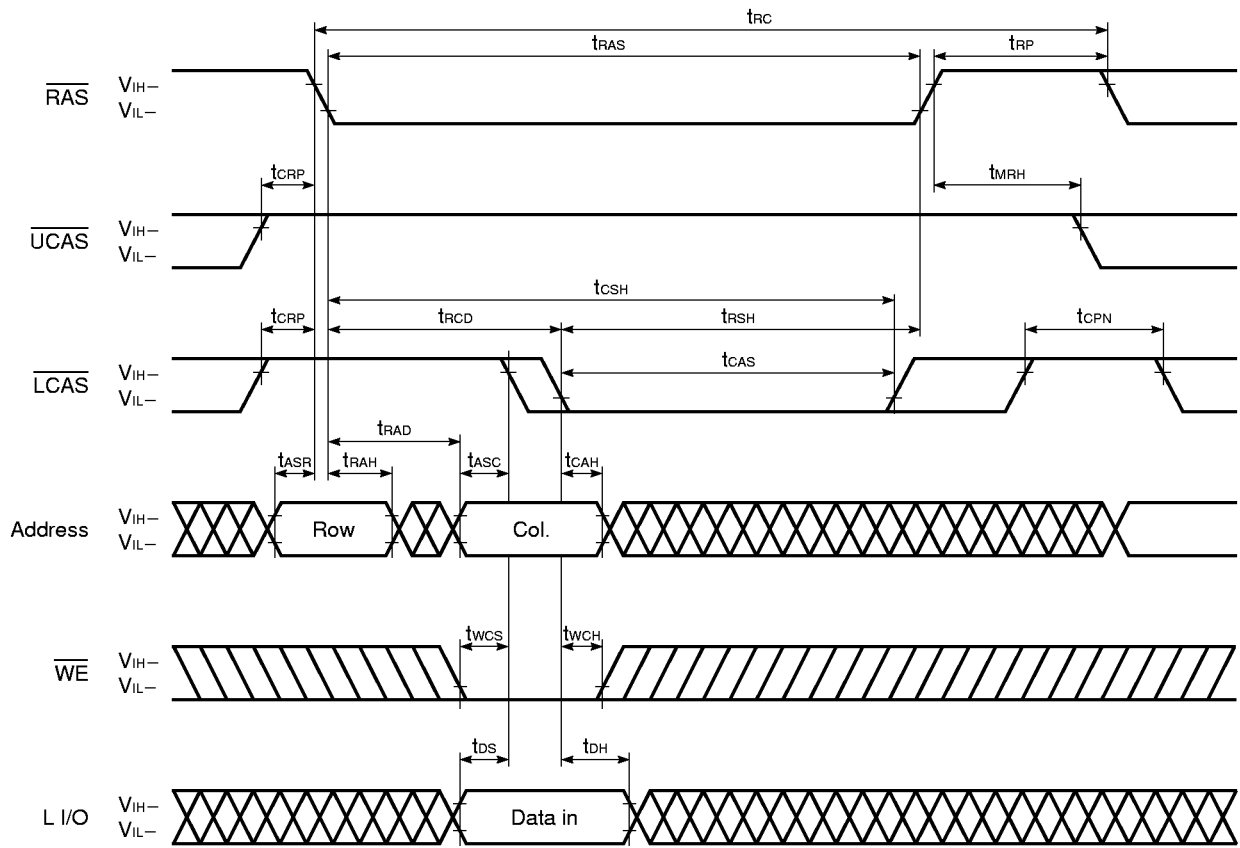 tRC
tRAS
tRP
RAS
VIH–
VIL–
tCRP
tMRH
UCAS
VIH–
VIL–
tCSH
tCRP
tRCD
tRSH
tCPN
tCAS
LCAS
VIH–
VIL–
tRAD
tASR
tRAH
tASC
tCAH
Address
VIH–
VIL–
Row
Col.
tWCS
tWCH
WE
VIH–
VIL–
tDS
tDH
L I/O
VIH–
VIL–
Data in